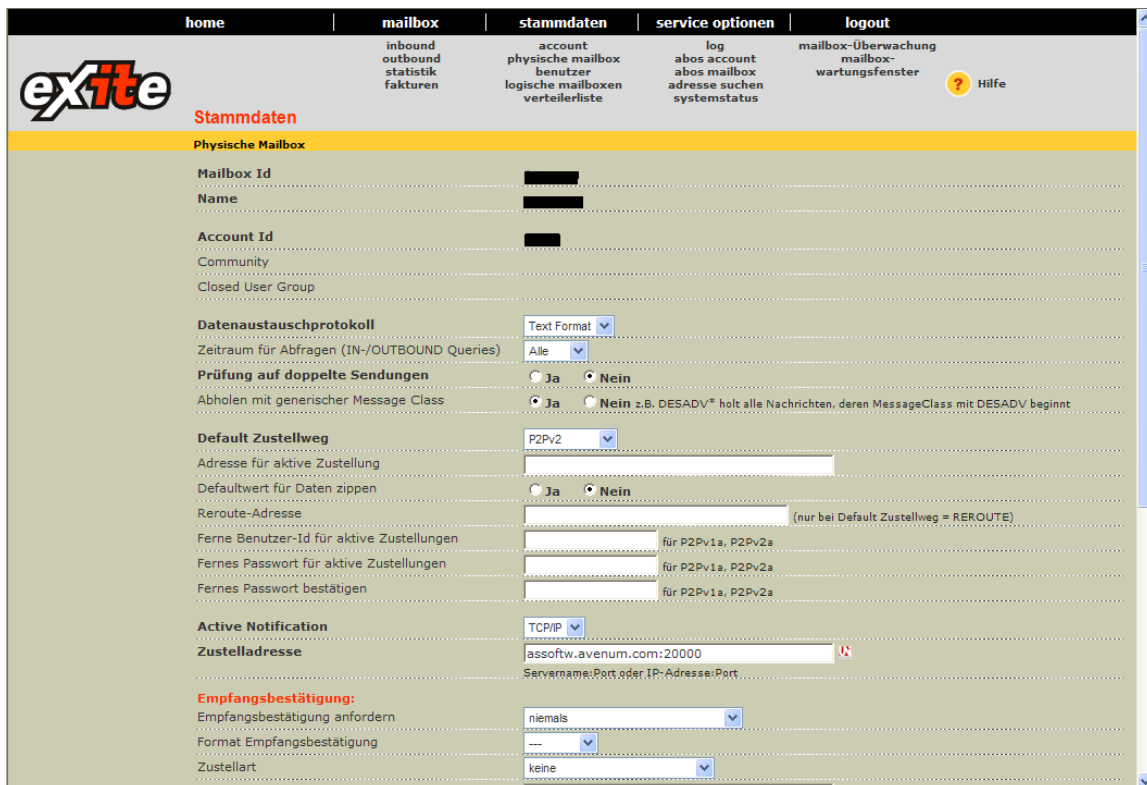 home mailbox stammdaten service optionen logout
inbound account log mailbox-Überwachung
outbound physische mailbox abos account mailbox-
statistik benutzer abos mailbox wartungsfenster
fakturen logische mailboxen adresse suchen
verteilerliste systemstatus
exite
? Hilfe
Stammdaten
Physische Mailbox
Mailbox Id
Name
Account Id
Community
Closed User Group
Datenaustauschprotokoll Text Format
Zeitraum für Abfragen (IN-/OUTBOUND Queries) Alle
Prüfung auf doppelte Sendungen Ja Nein
Abholen mit generischer Message Class Ja Nein z.B. DESADV* holt alle Nachrichten, deren MessageClass mit DESADV beginnt
Default Zustellweg P2Pv2
Adresse für aktive Zustellung
Defaultwert für Daten zippen Ja Nein
Reroute-Adresse (nur bei Default Zustellweg = REROUTE)
Ferne Benutzer-Id für aktive Zustellungen für P2Pv1a, P2Pv2a
Fernes Passwort für aktive Zustellungen für P2Pv1a, P2Pv2a
Fernes Passwort bestätigen für P2Pv1a, P2Pv2a
Active Notification TCP/IP
Zustelladresse assoftw.avenum.com:20000
Servername:Port oder IP-Adresse:Port
Empfangsbestätigung:
Empfangsbestätigung anfordern niemals
Format Empfangsbestätigung ---
Zustellart keine